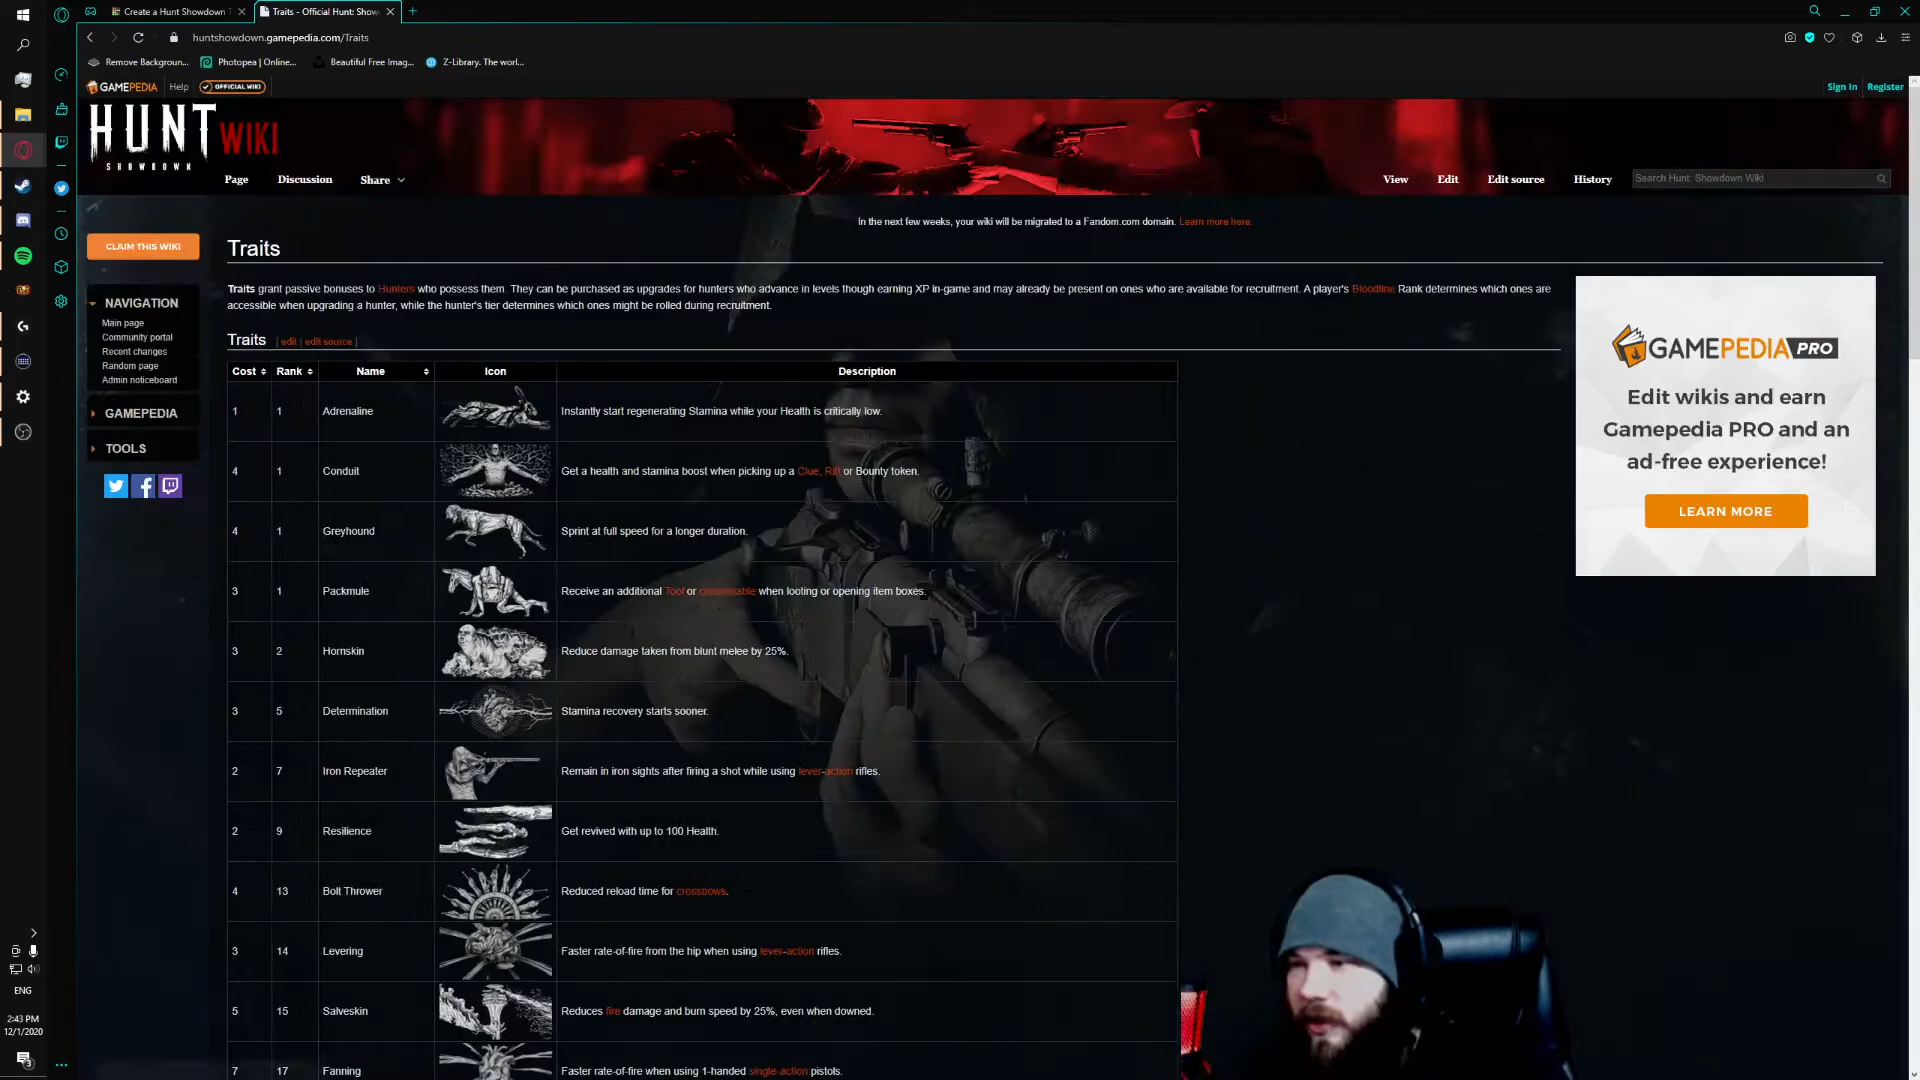 Create a Hunt Showdown T
Traits - Official Hunt: Show
huntshowdown.gamepedia.com/Traits
Remove Backgroun...
Photopea | Online...
Beautiful Free Imag...
Z-Library. The worl...
GAMEPEDIA
Help
OFFICIAL WIKI
Sign In
Register
HUNT
SHOWDOWN
WIKI
Page
Discussion
Share
View
Edit
Edit source
History
Search Hunt: Showdown Wiki
In the next few weeks, your wiki will be migrated to a Fandom.com domain. Learn more here.
CLAIM THIS WIKI
NAVIGATION
Main page
Community portal
Recent changes
Random page
Admin noticeboard
GAMEPEDIA
TOOLS
Traits
Traits grant passive bonuses to Hunters who possess them. They can be purchased as upgrades for hunters who advance in levels though earning XP in-game and may already be present on ones who are available for recruitment. A player's Bloodline Rank determines which ones are
accessible when upgrading a hunter, while the hunter's tier determines which ones might be rolled during recruitment.
Traits | edit | edit source |
Cost Rank Name Icon Description
1 1 Adrenaline Instantly start regenerating Stamina while your Health is critically low.
4 1 Conduit Get a health and stamina boost when picking up a Clue, Rift or Bounty token.
4 1 Greyhound Sprint at full speed for a longer duration.
3 1 Packmule Receive an additional Tool or consumable when looting or opening item boxes.
3 2 Hornskin Reduce damage taken from blunt melee by 25%.
3 5 Determination Stamina recovery starts sooner.
2 7 Iron Repeater Remain in iron sights after firing a shot while using lever-action rifles.
2 9 Resilience Get revived with up to 100 Health.
4 13 Bolt Thrower Reduced reload time for crossbows.
3 14 Levering Faster rate-of-fire from the hip when using lever-action rifles.
5 15 Salveskin Reduces fire damage and burn speed by 25%, even when downed.
7 17 Fanning Faster rate-of-fire when using 1-handed single-action pistols.
GAMEPEDIA PRO
Edit wikis and earn
Gamepedia PRO and an
ad-free experience!
LEARN MORE
ENG
2:43 PM
12/1/2020
3